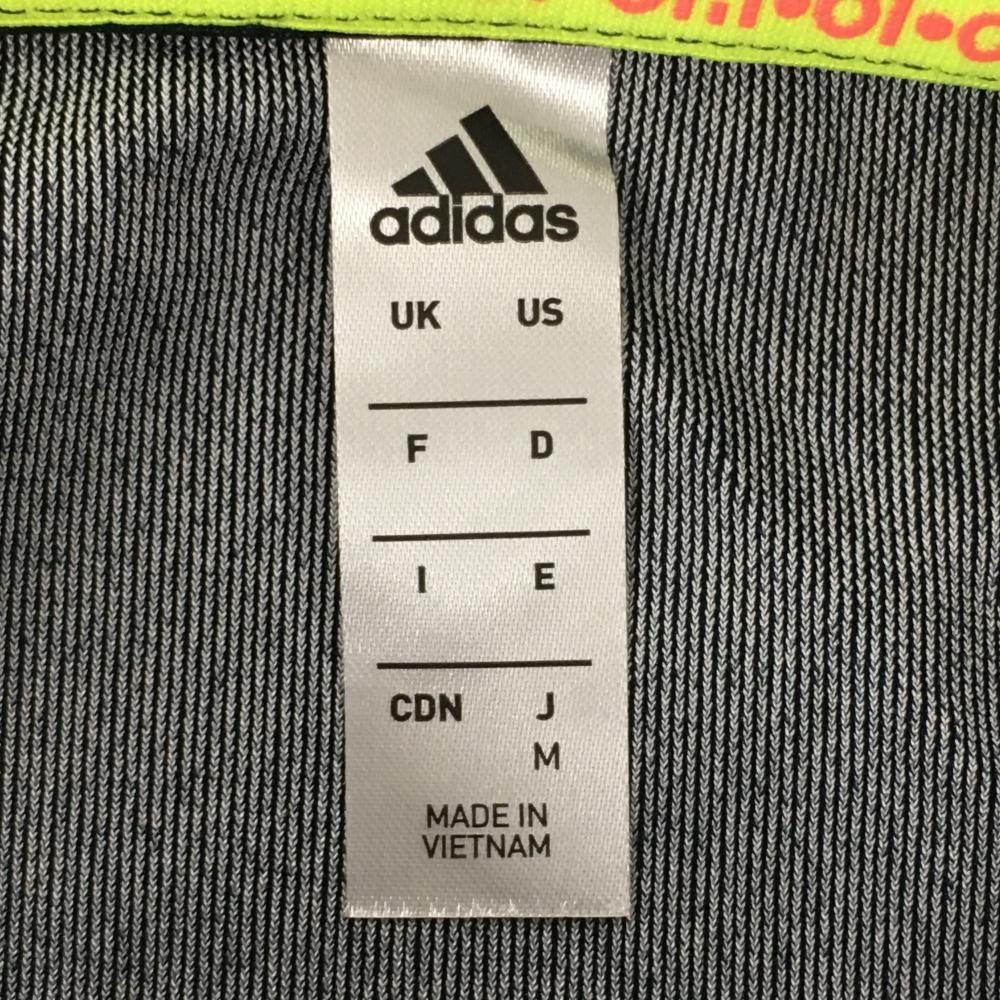 adidas
UK US
F D
I E
CDN J
M
MADE IN
VIETNAM